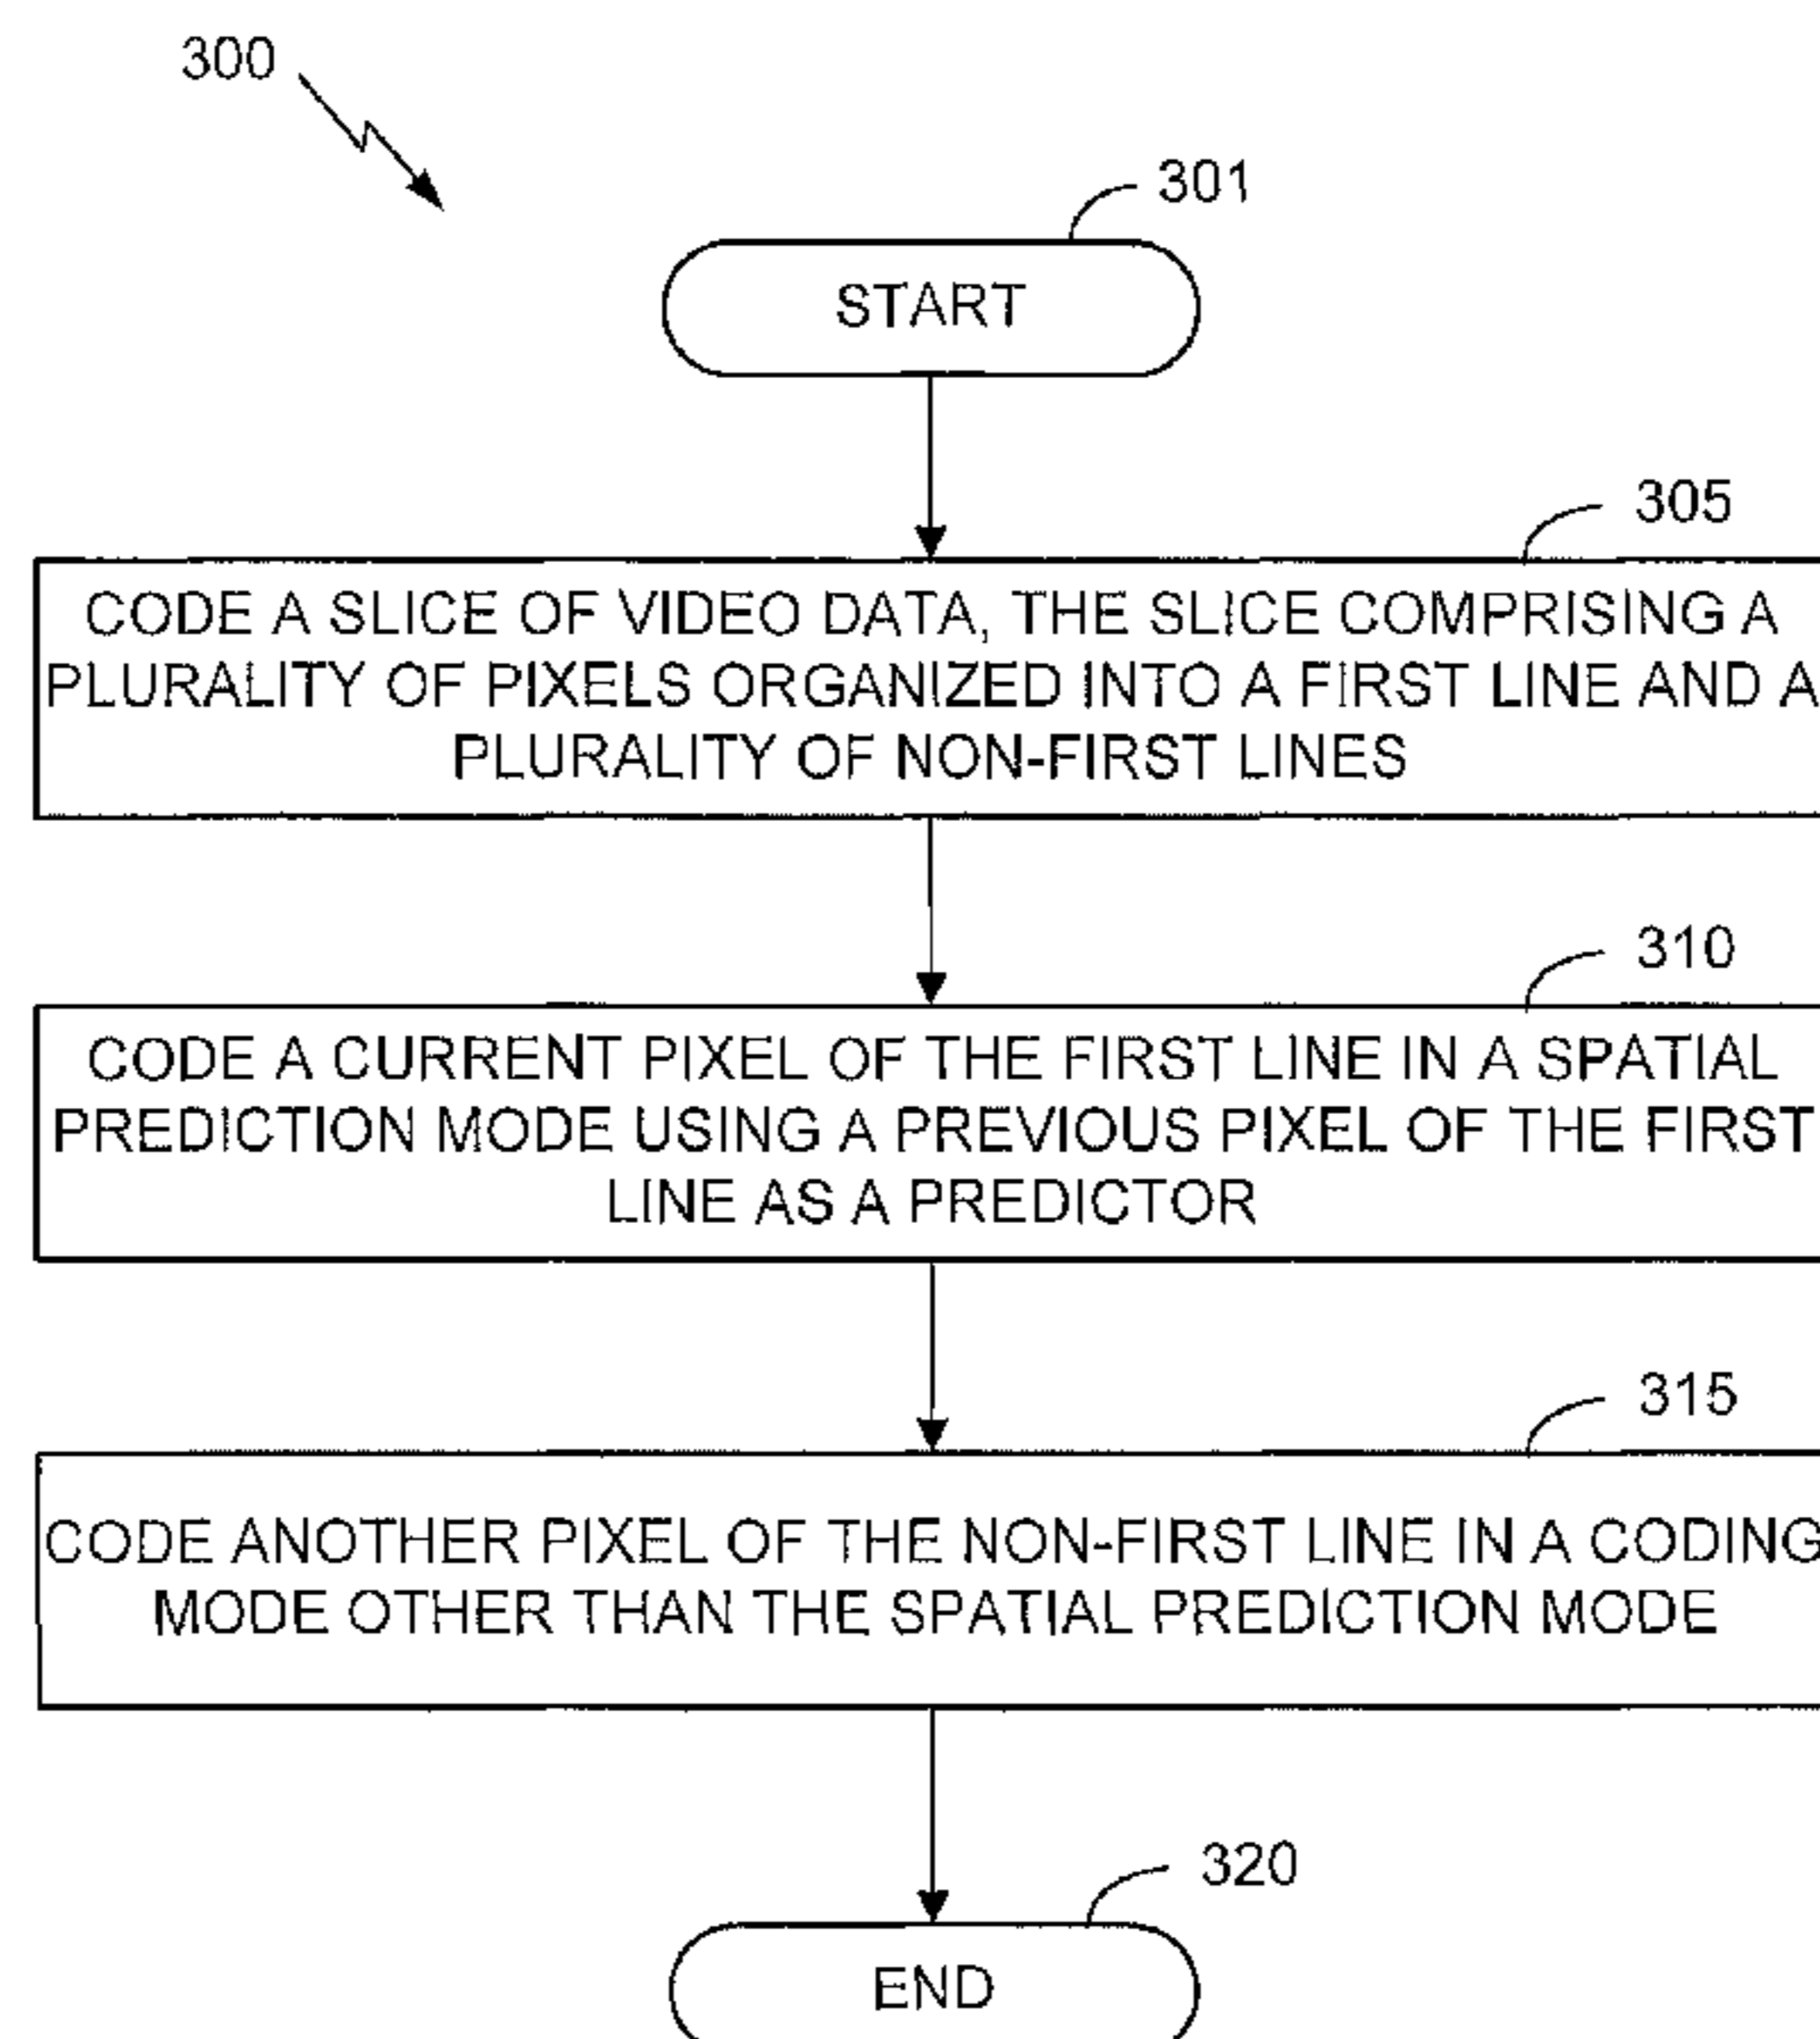 300
301
START
305
CODE A SLICE OF VIDEO DATA, THE SLICE COMPRISING A
PLURALITY OF PIXELS ORGANIZED INTO A FIRST LINE AND A
PLURALITY OF NON-FIRST LINES
310
CODE A CURRENT PIXEL OF THE FIRST LINE IN A SPATIAL
PREDICTION MODE USING A PREVIOUS PIXEL OF THE FIRST
LINE AS A PREDICTOR
315
CODE ANOTHER PIXEL OF THE NON-FIRST LINE IN A CODING
MODE OTHER THAN THE SPATIAL PREDICTION MODE
320
END